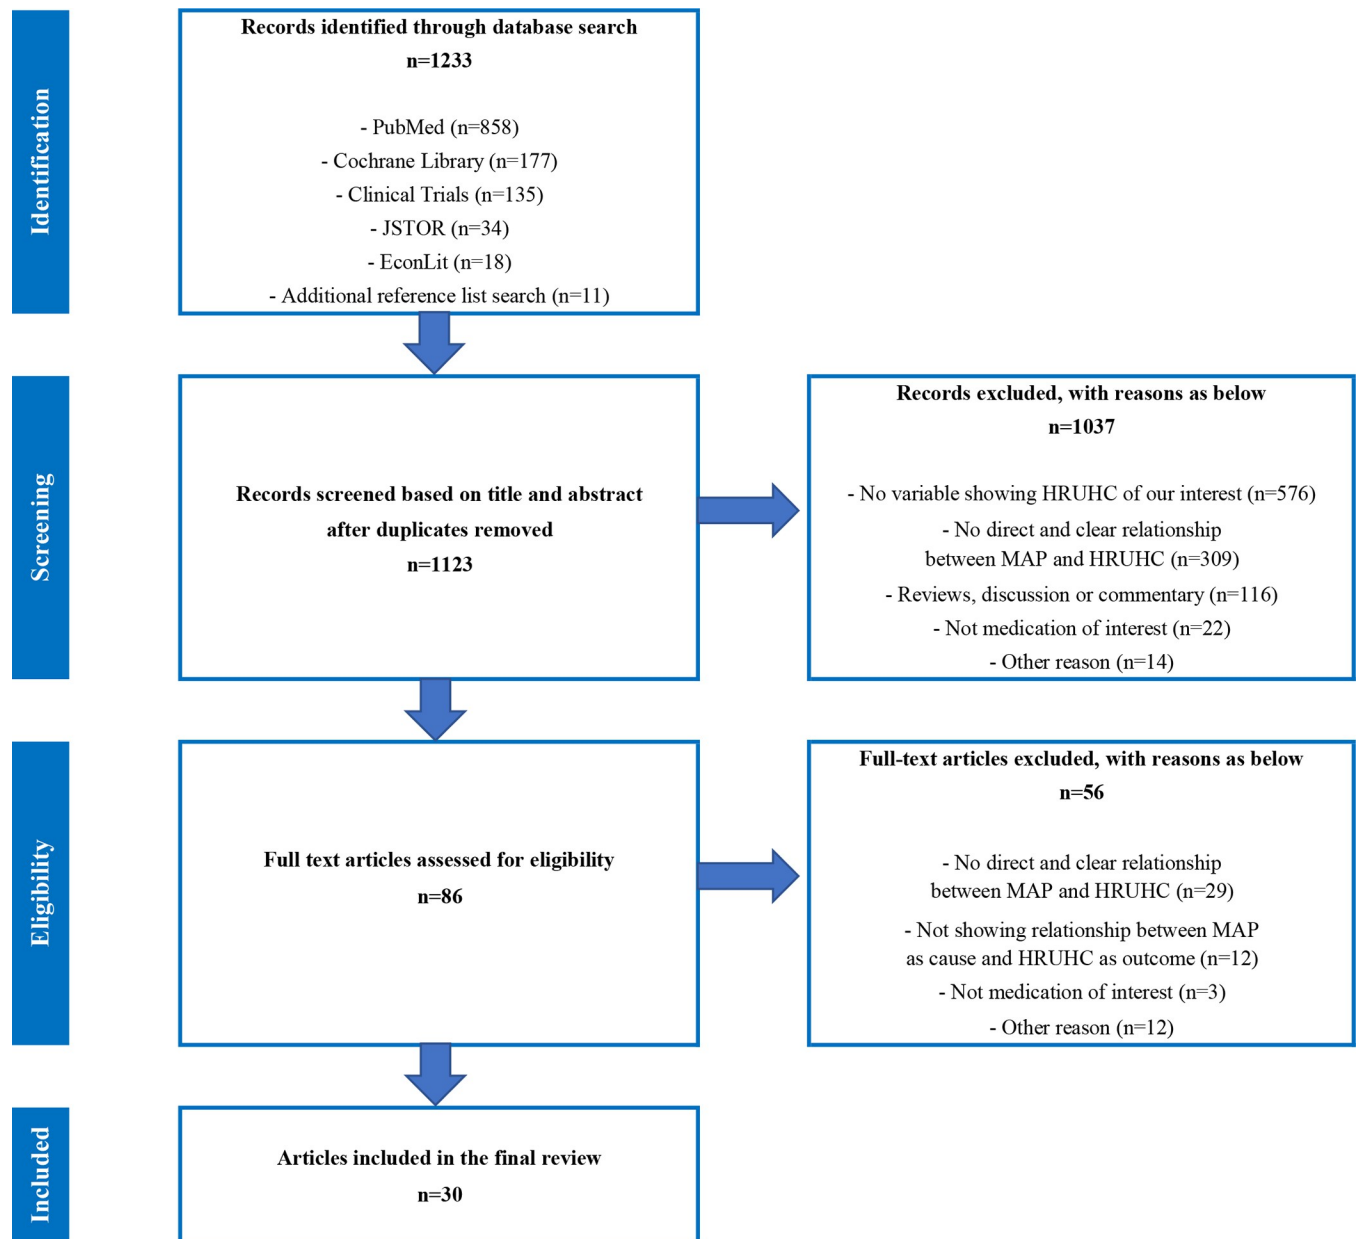 Identification
Records identified through database search
n=1233
- PubMed (n=858)
- Cochrane Library (n=177)
- Clinical Trials (n=135)
- JSTOR (n=34)
- EconLit (n=18)
- Additional reference list search (n=11)
Screening
Records screened based on title and abstract
after duplicates removed
n=1123
Records excluded, with reasons as below
n=1037
- No variable showing HRUHC of our interest (n=576)
- No direct and clear relationship
between MAP and HRUHC (n=309)
- Reviews, discussion or commentary (n=116)
- Not medication of interest (n=22)
- Other reason (n=14)
Eligibility
Full text articles assessed for eligibility
n=86
Full-text articles excluded, with reasons as below
n=56
- No direct and clear relationship
between MAP and HRUHC (n=29)
- Not showing relationship between MAP
as cause and HRUHC as outcome (n=12)
- Not medication of interest (n=3)
- Other reason (n=12)
Included
Articles included in the final review
n=30